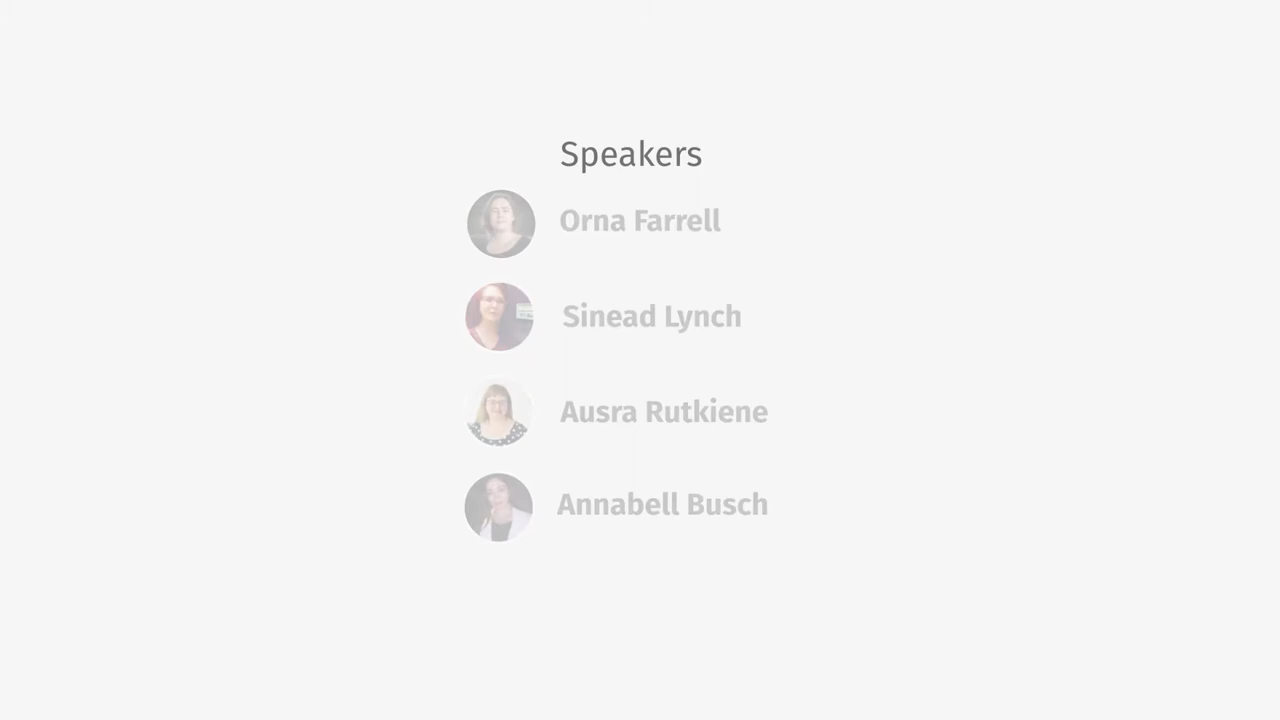 Speakers
Orna Farrell
Sinead Lynch
Ausra Rutkiene
Annabell Busch